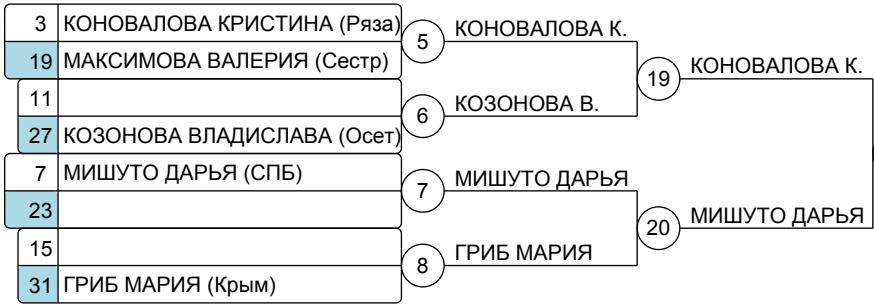 3 КОНОВАЛОВА КРИСТИНА (Ряза)
19 МАКСИМОВА ВАЛЕРИЯ (Сестр)
5 КОНОВАЛОВА К.
11
27 КОЗОНОВА ВЛАДИСЛАВА (Осет)
6 КОЗОНОВА В.
19 КОНОВАЛОВА К.
7 МИШУТО ДАРЬЯ (СПБ)
23
7 МИШУТО ДАРЬЯ
15
31 ГРИБ МАРИЯ (Крым)
8 ГРИБ МАРИЯ
20 МИШУТО ДАРЬЯ